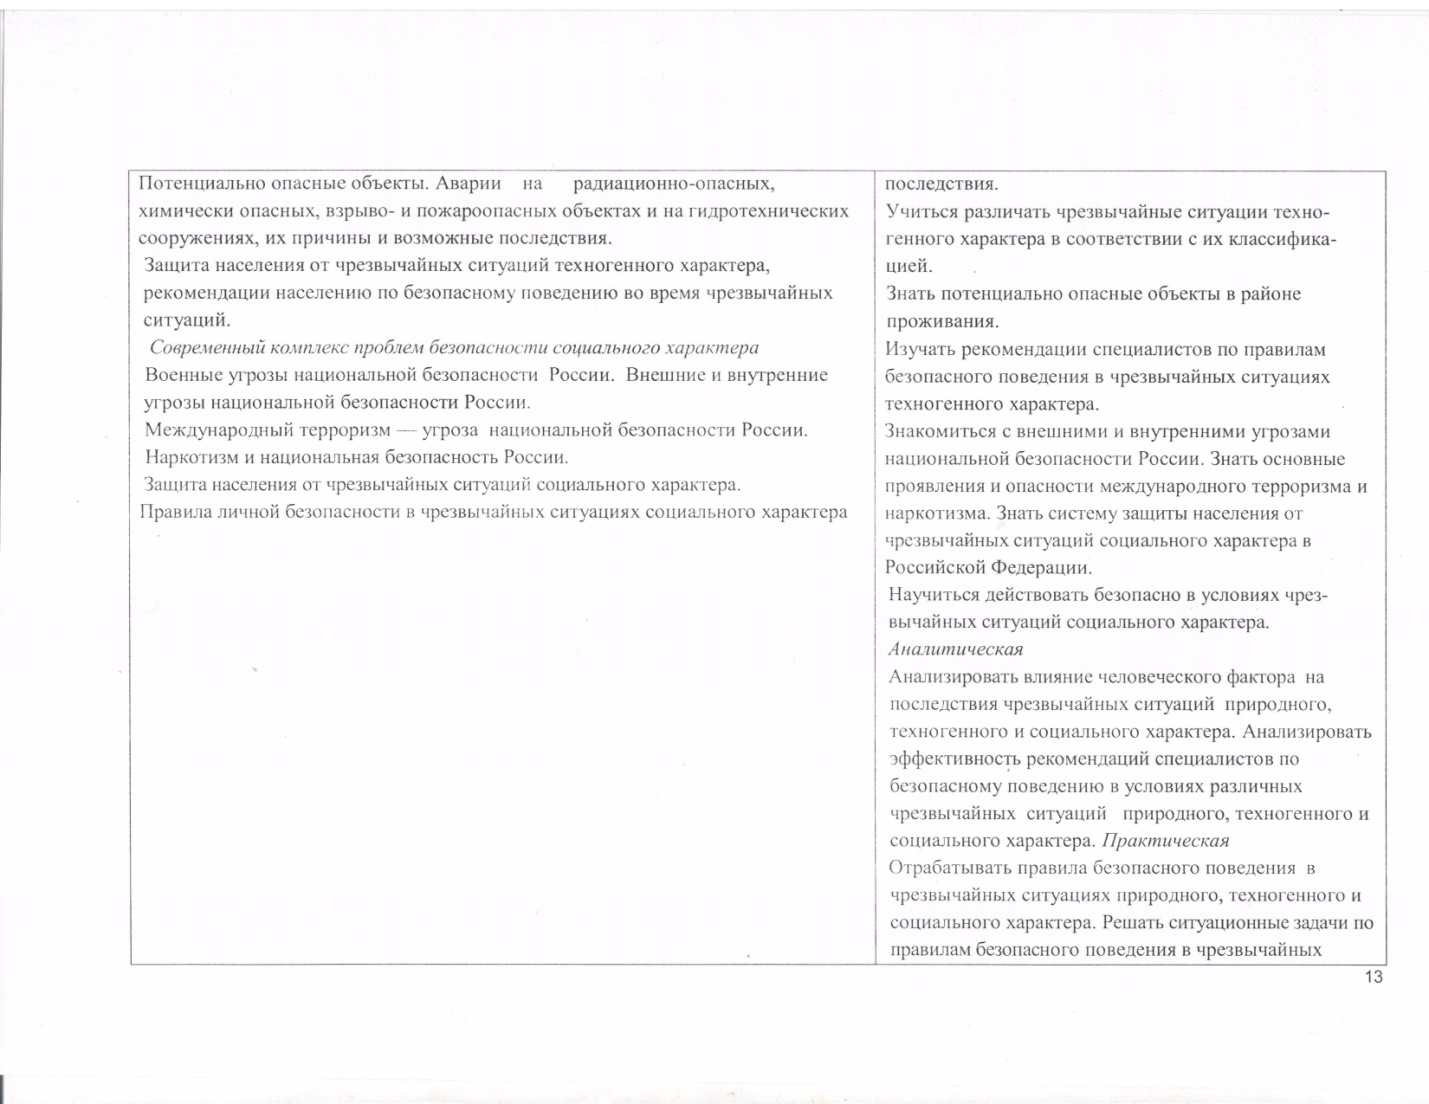 Потенциально опасные объекты. Аварии на радиационно-опасных,
химически опасных, взрыво- и пожароопасных объектах и на гидротехнических
сооружениях, их причины и возможные последствия.
Защита населения от чрезвычайных ситуаций техногенного характера,
рекомендации населению по безопасному поведению во время чрезвычайных
ситуаций.
Современный комплекс проблем безопасности социального характера
Военные угрозы национальной безопасности России. Внешние и внутренние
угрозы национальной безопасности России.
Международный терроризм — угроза национальной безопасности России.
Наркотизм и национальная безопасность России.
Защита населения от чрезвычайных ситуаций социального характера.
Правила личной безопасности в чрезвычайных ситуациях социального характера
последствия.
Учиться различать чрезвычайные ситуации техно-
генного характера в соответствии с их классифика-
цией.
Знать потенциально опасные объекты в районе
проживания.
Изучать рекомендации специалистов по правилам
безопасного поведения в чрезвычайных ситуациях
техногенного характера.
Знакомиться с внешними и внутренними угрозами
национальной безопасности России. Знать основные
проявления и опасности международного терроризма и
наркотизма. Знать систему защиты населения от
чрезвычайных ситуаций социального характера в
Российской Федерации.
Научиться действовать безопасно в условиях чрез-
вычайных ситуаций социального характера.
Аналитическая
Анализировать влияние человеческого фактора на
последствия чрезвычайных ситуаций природного,
техногенного и социального характера. Анализировать
эффективность рекомендаций специалистов по
безопасному поведению в условиях различных
чрезвычайных ситуаций природного, техногенного и
социального характера. Практическая
Отрабатывать правила безопасного поведения в
чрезвычайных ситуациях природного, техногенного и
социального характера. Решать ситуационные задачи по
правилам безопасного поведения в чрезвычайных
13